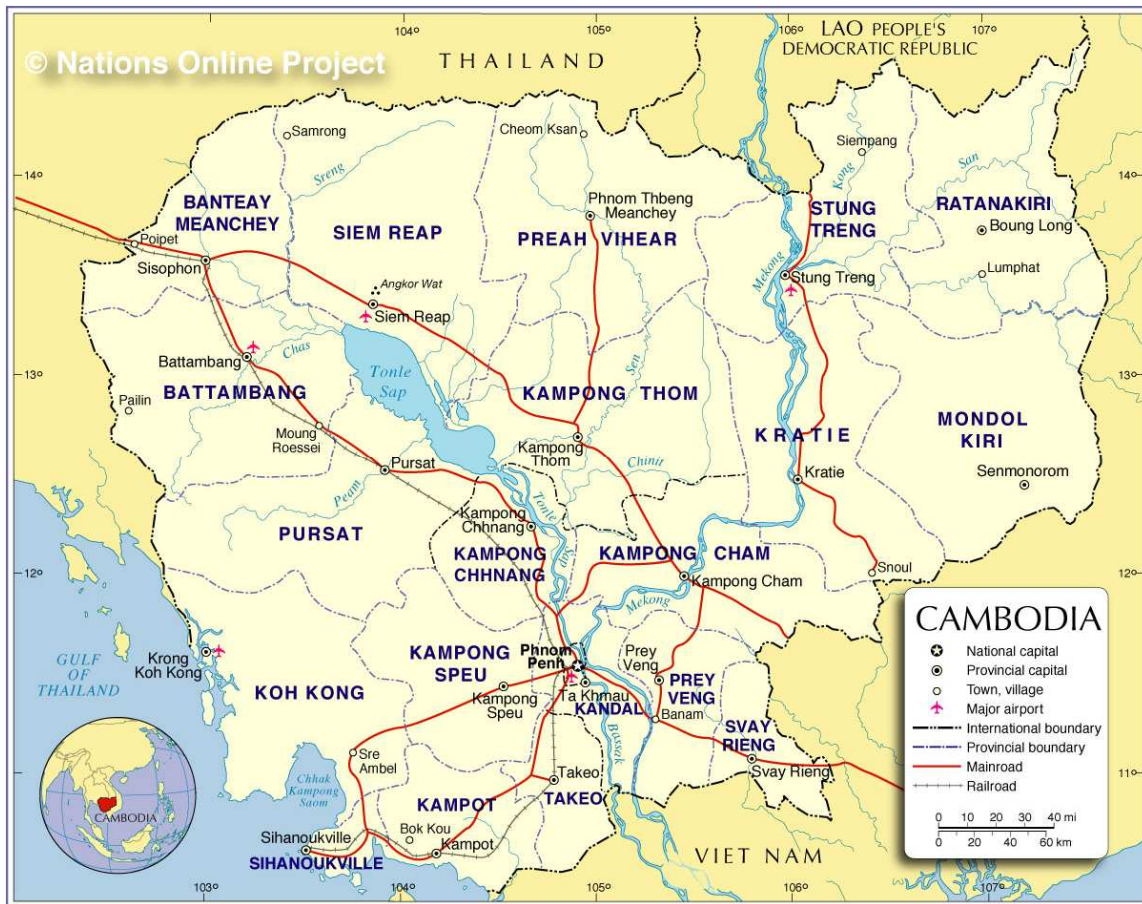 © Nations Online Project
THAILAND
LAO PEOPLE'S
DEMOCRATIC REPUBLIC
104°
105°
106°
107°
14°
14°
13°
13°
12°
12°
11°
11°
103°
104°
105°
106°
107°
Samrong
Cheom Ksan
Siempang
Sreng
Kong
San
BANTEAY
MEANCHEY
SIEM REAP
PREAH VIHEAR
Phnom Thbeng
Meanchey
STUNG
TRENG
RATANAKIRI
Boung Long
Poipet
Sisophon
Mekong
Stung Treng
Lumphat
Angkor Wat
Siem Reap
Battambang
Chas
Sen
Tonle
Sap
BATTAMBANG
KAMPONG THOM
Pailin
Moung
Roessei
Kampong
Thom
KRATIE
MONDOL
KIRI
Pursat
Chinit
Kratie
Senmonorom
Peam
Tonle
Sap
Kampong
Chhnang
PURSAT
KAMPONG
CHHNANG
KAMPONG CHAM
Kampong Cham
Snoul
Mekong
GULF
OF
THAILAND
Krong
Koh Kong
KOH KONG
KAMPONG
SPEU
Phnom
Penh
Prey
Veng
PREY
VENG
Kampong
Speu
Ta Khmau
KANDAL
Banam
SVAY
RIENG
Svay Rieng
Bassak
Sre
Ambel
Chhak
Kampong
Saom
Takeo
TAKEO
KAMPOT
Bok Kou
Kampot
Sihanoukville
SIHANOUKVILLE
VIET NAM
CAMBODIA
CAMBODIA
National capital
Provincial capital
Town, village
Major airport
International boundary
Provincial boundary
Mainroad
Railroad
0 10 20 30 40 mi
0 20 40 60 km